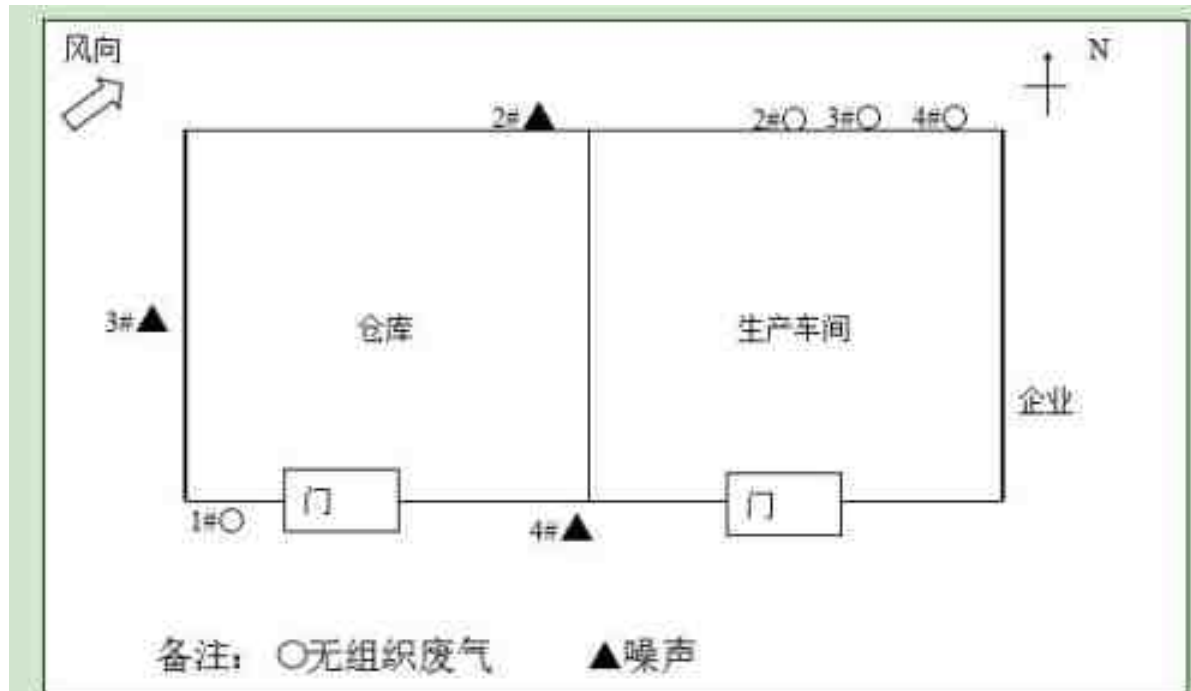 风向
N
2#▲
2#○ 3#○ 4#○
3#▲
仓库
生产车间
企业
门
门
1#○
4#▲
备注：○无组织废气 ▲噪声